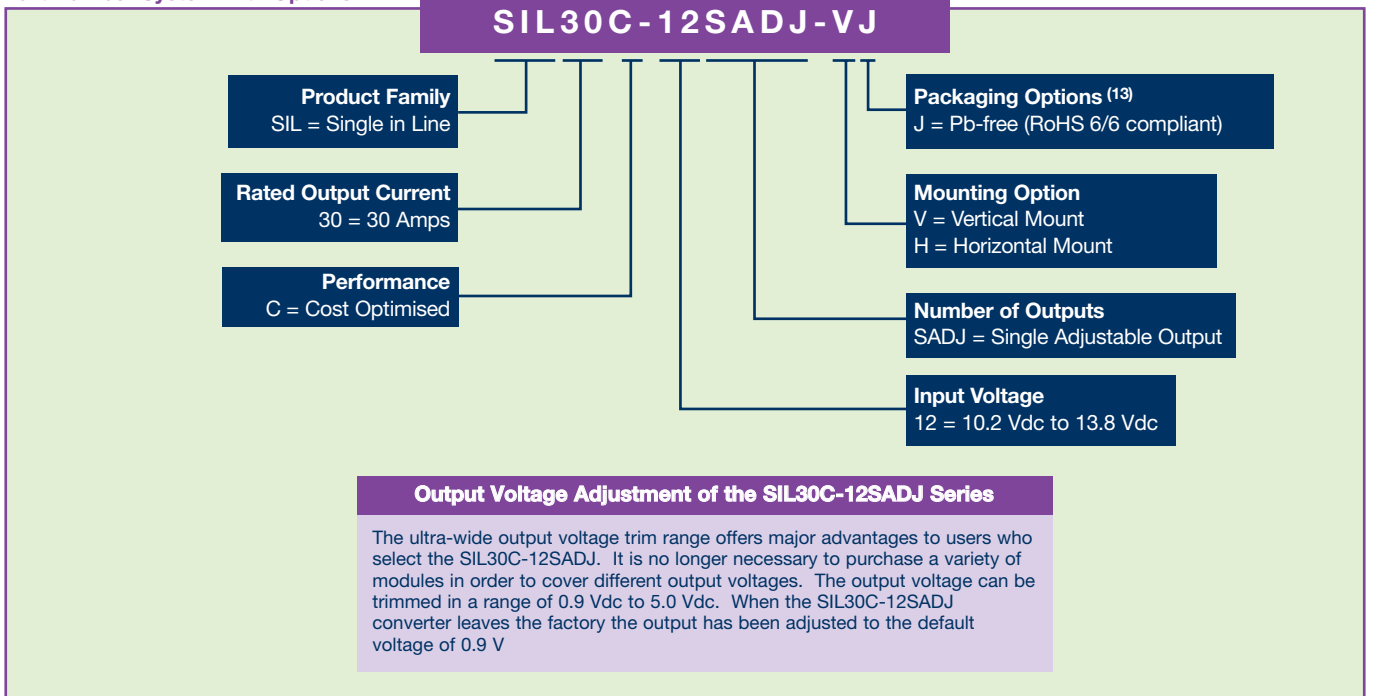 SIL30C-12SADJ-VJ
Product Family
SIL = Single in Line
Rated Output Current
30 = 30 Amps
Performance
C = Cost Optimised
Packaging Options (13)
J = Pb-free (RoHS 6/6 compliant)
Mounting Option
V = Vertical Mount
H = Horizontal Mount
Number of Outputs
SADJ = Single Adjustable Output
Input Voltage
12 = 10.2 Vdc to 13.8 Vdc
Output Voltage Adjustment of the SIL30C-12SADJ Series
The ultra-wide output voltage trim range offers major advantages to users who
select the SIL30C-12SADJ. It is no longer necessary to purchase a variety of
modules in order to cover different output voltages. The output voltage can be
trimmed in a range of 0.9 Vdc to 5.0 Vdc. When the SIL30C-12SADJ
converter leaves the factory the output has been adjusted to the default
voltage of 0.9 V